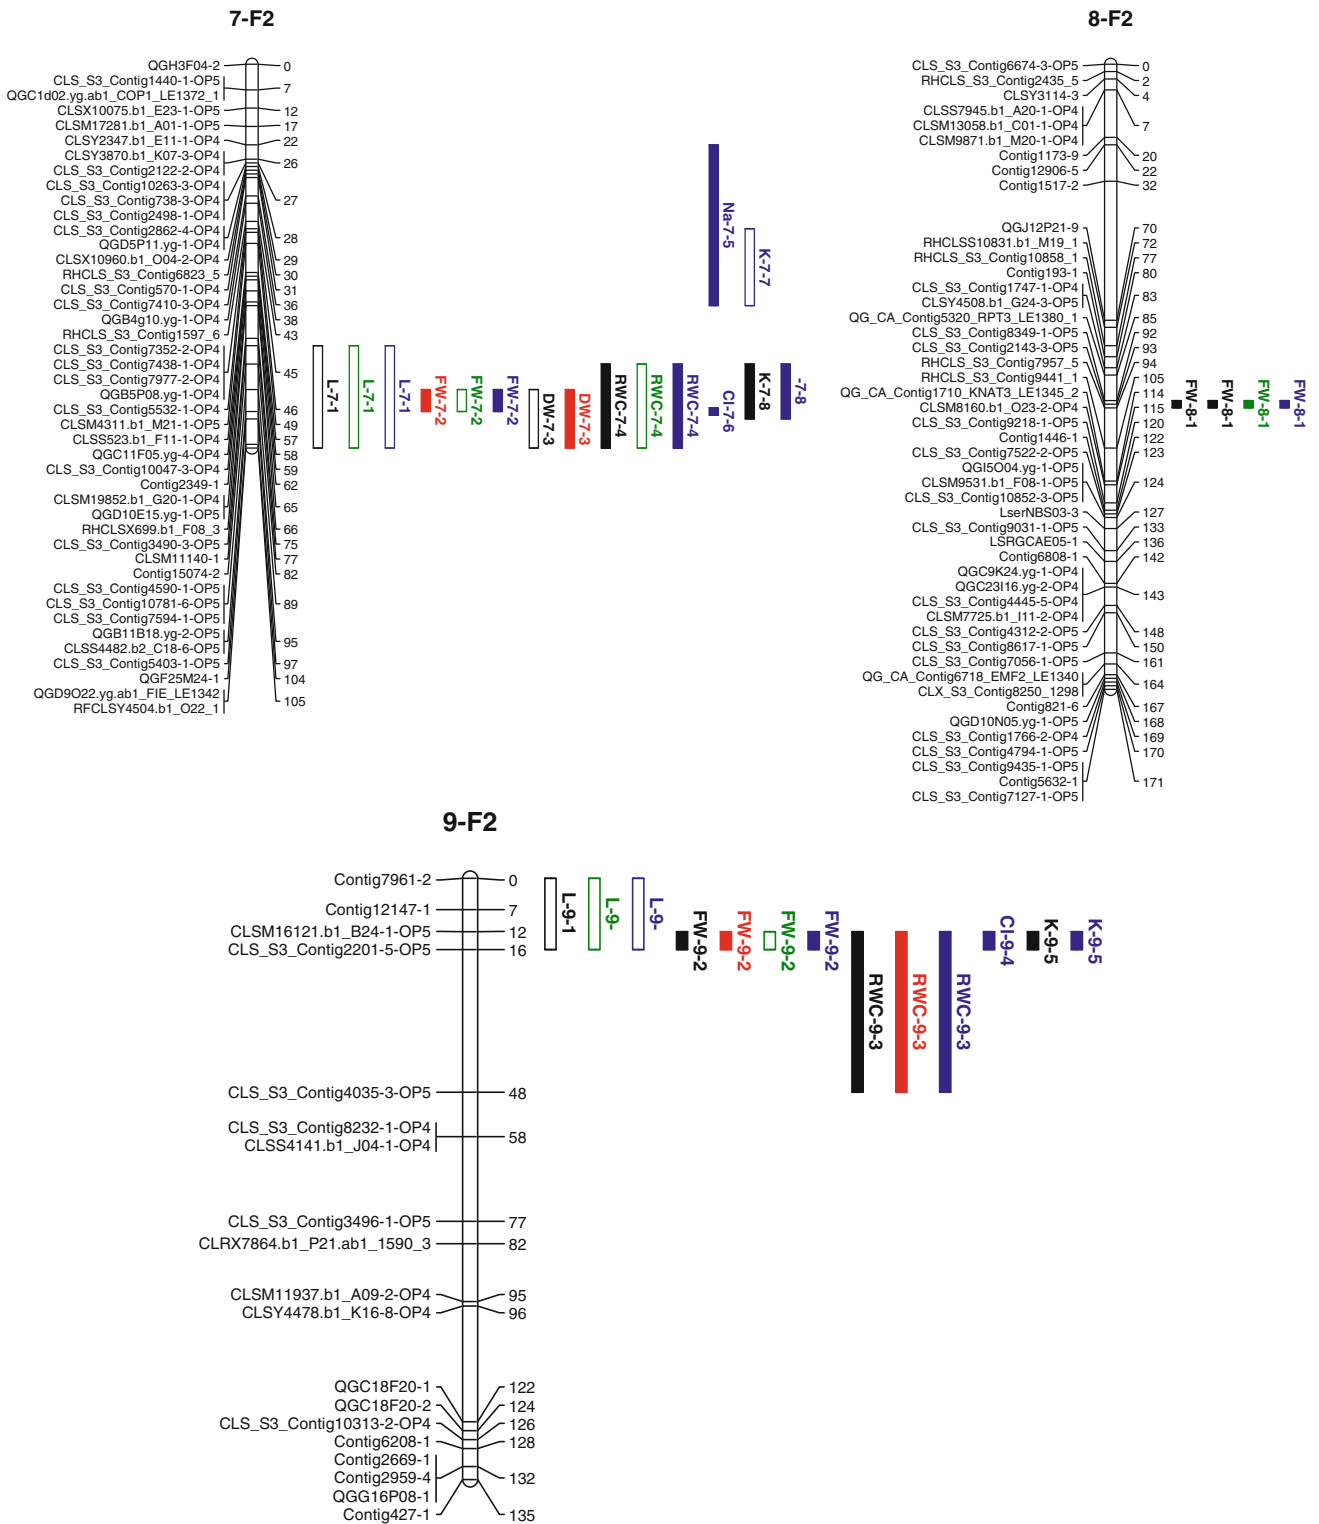 7-F2
QGH3F04-2 0
CLS_S3_Contig1440-1-OP5
QGC1d02.yg.ab1_COP1_LE1372_1 7
CLSX10075.b1_E23-1-OP5 12
CLSM17281.b1_A01-1-OP5 17
CLSY2347.b1_E11-1-OP4 22
CLSY3870.b1_K07-3-OP4
CLS_S3_Contig2122-2-OP4 26
CLS_S3_Contig10263-3-OP4
CLS_S3_Contig738-3-OP4 27
CLS_S3_Contig2498-1-OP4
CLS_S3_Contig2862-4-OP4
QGD5P11.yg-1-OP4 28
CLSX10960.b1_O04-2-OP4 29
RHCLS_S3_Contig6823_5 30
CLS_S3_Contig570-1-OP4 31
CLS_S3_Contig7410-3-OP4 36
QGB4g10.yg-1-OP4 38
RHCLS_S3_Contig1597_6 43
CLS_S3_Contig7352-2-OP4
CLS_S3_Contig7438-1-OP4 45
CLS_S3_Contig7977-2-OP4
QGB5P08.yg-1-OP4
CLS_S3_Contig5532-1-OP4 46
CLSM4311.b1_M21-1-OP5 49
CLSS523.b1_F11-1-OP4 57
QGC11F05.yg-4-OP4 58
CLS_S3_Contig10047-3-OP4 59
Contig2349-1 62
CLSM19852.b1_G20-1-OP4
QGD10E15.yg-1-OP5 65
RHCLSX699.b1_F08_3 66
CLS_S3_Contig3490-3-OP5 75
CLSM11140-1 77
Contig15074-2 82
CLS_S3_Contig4590-1-OP5
CLS_S3_Contig10781-6-OP5 89
CLS_S3_Contig7594-1-OP5
QGB11B18.yg-2-OP5
CLSS4482.b2_C18-6-OP5 95
CLS_S3_Contig5403-1-OP5 97
QGF25M24-1 104
QGD9O22.yg.ab1_FIE_LE1342
RFCLSY4504.b1_O22_1 105
L-7-1
L-7-1
L-7-1
FW-7-2
FW-7-2
FW-7-2
DW-7-3
DW-7-3
RWC-7-4
RWC-7-4
RWC-7-4
Na-7-5
Cl-7-6
K-7-7
K-7-8
-7-8
8-F2
CLS_S3_Contig6674-3-OP5 0
RHCLS_S3_Contig2435_5 2
CLSY3114-3 4
CLSS7945.b1_A20-1-OP4
CLSM13058.b1_C01-1-OP4 7
CLSM9871.b1_M20-1-OP4
Contig1173-9 20
Contig12906-5 22
Contig1517-2 32
QGJ12P21-9 70
RHCLSS10831.b1_M19_1 72
RHCLS_S3_Contig10858_1 77
Contig193-1 80
CLS_S3_Contig1747-1-OP4
CLSY4508.b1_G24-3-OP5 83
QG_CA_Contig5320_RPT3_LE1380_1 85
CLS_S3_Contig8349-1-OP5 92
CLS_S3_Contig2143-3-OP5 93
RHCLS_S3_Contig7957_5 94
RHCLS_S3_Contig9441_1 105
QG_CA_Contig1710_KNAT3_LE1345_2 114
CLSM8160.b1_O23-2-OP4 115
CLS_S3_Contig9218-1-OP5 120
Contig1446-1 122
CLS_S3_Contig7522-2-OP5 123
QGI5O04.yg-1-OP5
CLSM9531.b1_F08-1-OP5 124
CLS_S3_Contig10852-3-OP5
LserNBS03-3 127
CLS_S3_Contig9031-1-OP5 133
LSRGCAE05-1 136
Contig6808-1 142
QGC9K24.yg-1-OP4
QGC23I16.yg-2-OP4 143
CLS_S3_Contig4445-5-OP4
CLSM7725.b1_I11-2-OP4
CLS_S3_Contig4312-2-OP5 148
CLS_S3_Contig8617-1-OP5 150
CLS_S3_Contig7056-1-OP5 161
QG_CA_Contig6718_EMF2_LE1340
CLX_S3_Contig8250_1298 164
Contig821-6 167
QGD10N05.yg-1-OP5 168
CLS_S3_Contig1766-2-OP4 169
CLS_S3_Contig4794-1-OP5 170
CLS_S3_Contig9435-1-OP5
Contig5632-1 171
CLS_S3_Contig7127-1-OP5
FW-8-1
FW-8-1
FW-8-1
FW-8-1
9-F2
Contig7961-2 0
Contig12147-1 7
CLSM16121.b1_B24-1-OP5 12
CLS_S3_Contig2201-5-OP5 16
CLS_S3_Contig4035-3-OP5 48
CLS_S3_Contig8232-1-OP4
CLSS4141.b1_J04-1-OP4 58
CLS_S3_Contig3496-1-OP5 77
CLRX7864.b1_P21.ab1_1590_3 82
CLSM11937.b1_A09-2-OP4 95
CLSY4478.b1_K16-8-OP4 96
QGC18F20-1 122
QGC18F20-2 124
CLS_S3_Contig10313-2-OP4 126
Contig6208-1 128
Contig2669-1
Contig2959-4 132
QGG16P08-1
Contig427-1 135
L-9-1
L-9-
L-9-
FW-9-2
FW-9-2
FW-9-2
FW-9-2
RWC-9-3
RWC-9-3
RWC-9-3
Cl-9-4
K-9-5
K-9-5